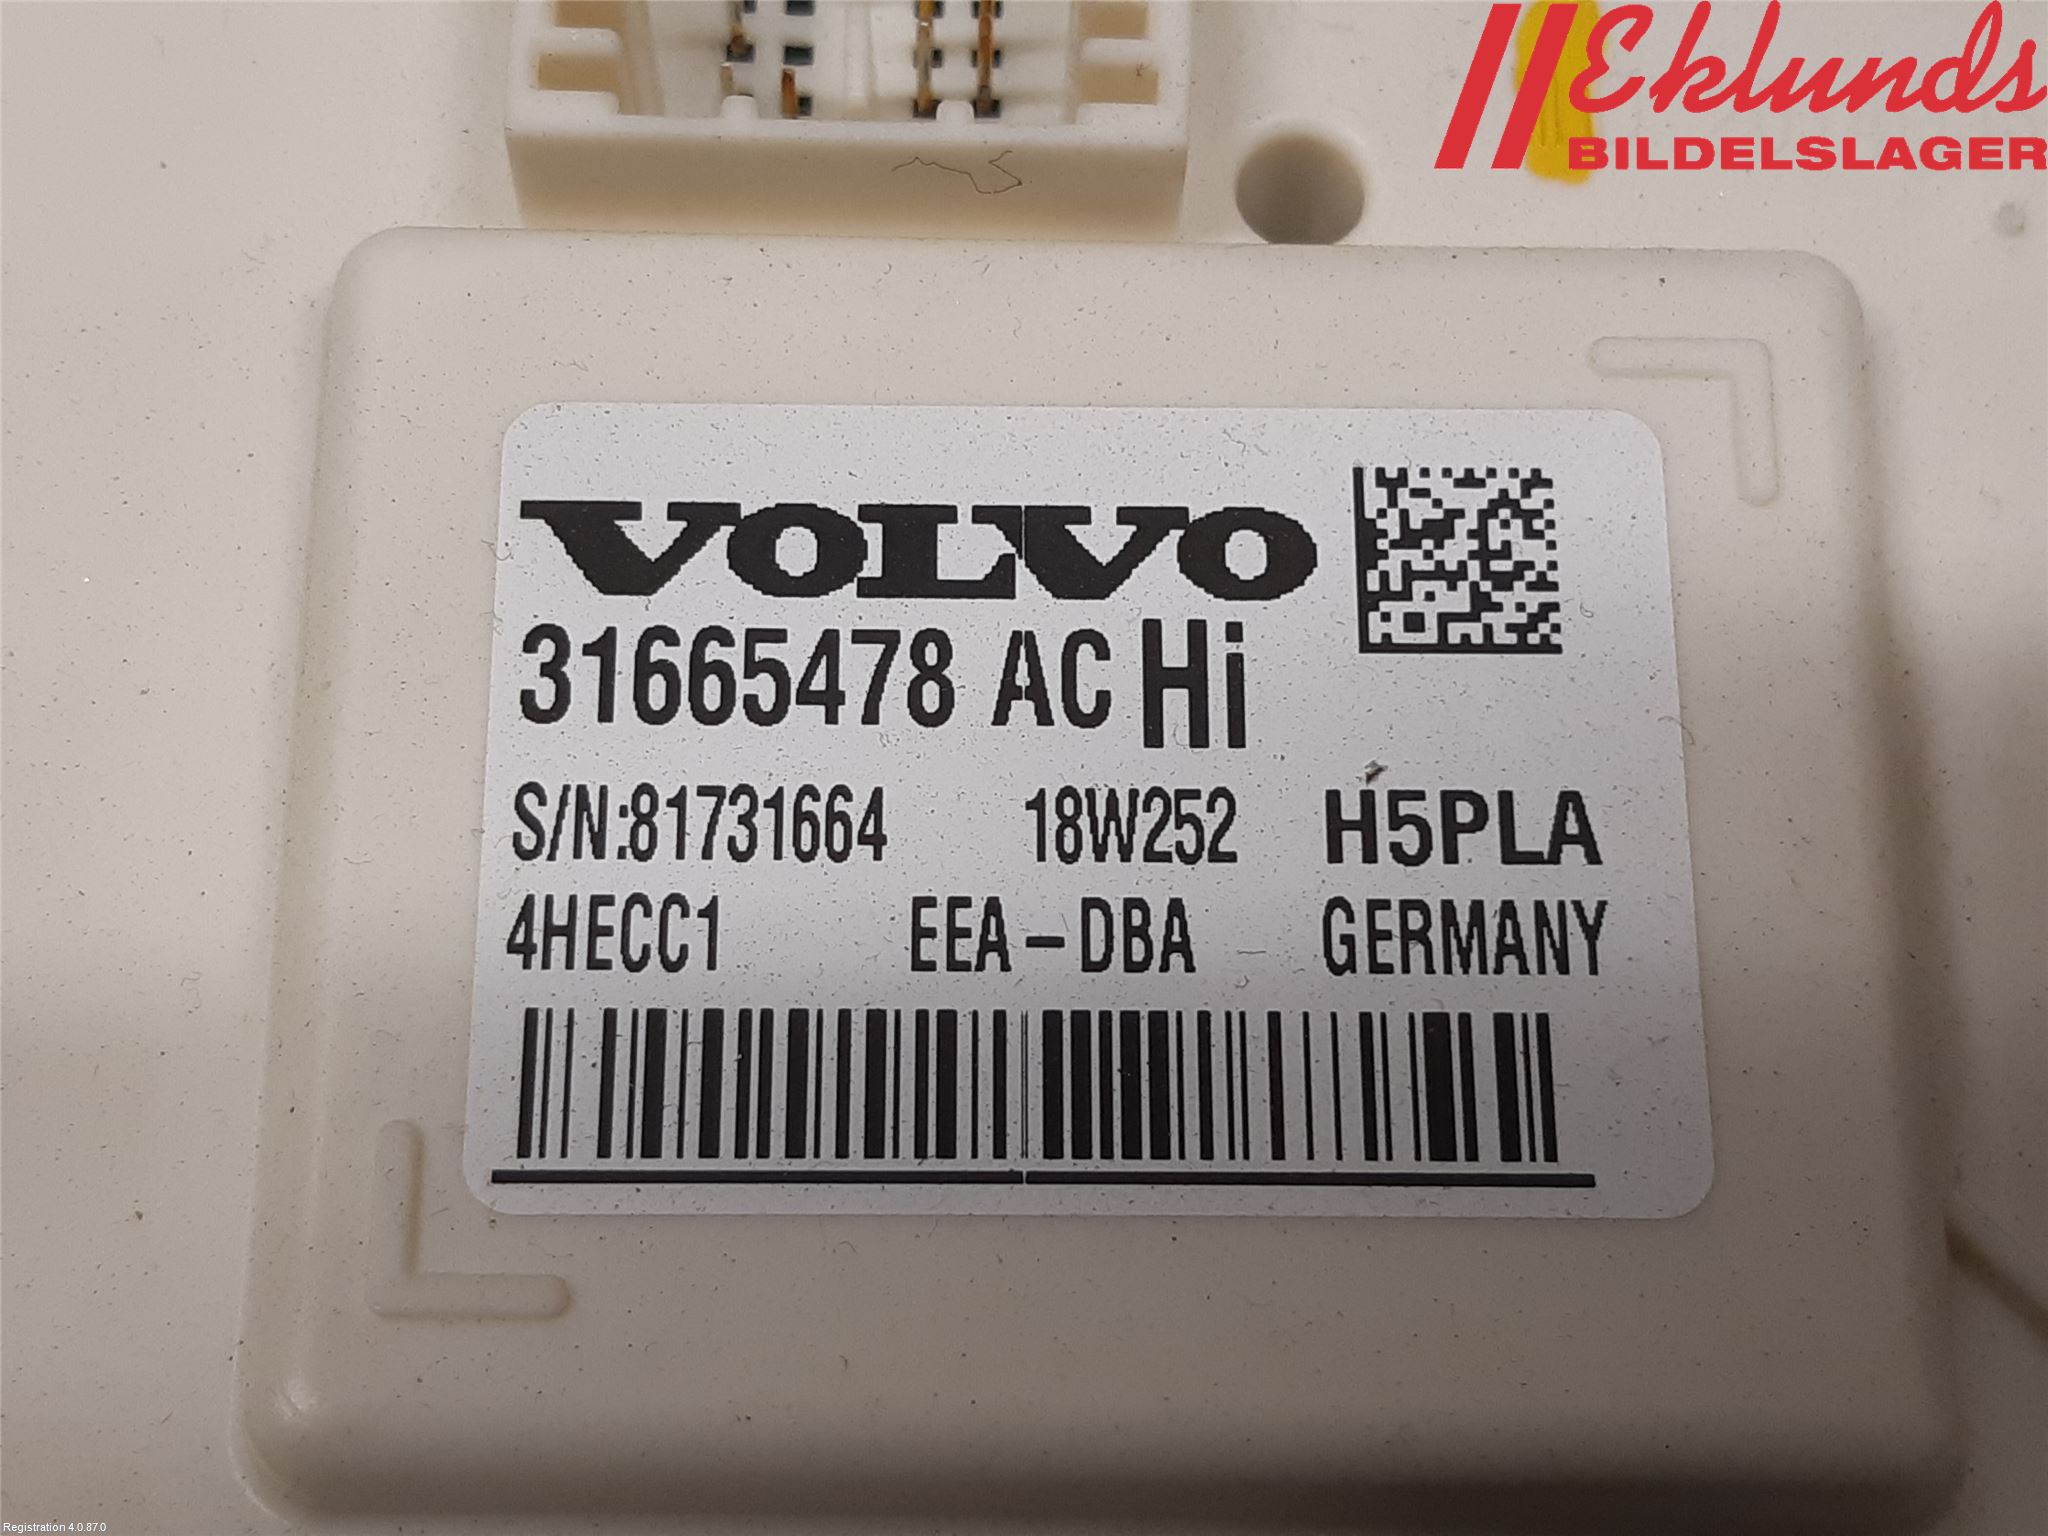 Eklunds
BILDELSLAGER
VOLVO
31665478 AC Hi
S/N:81731664 18W252 H5PLA
4HECC1 EEA-DBA GERMANY
Registration 4.0.87.0